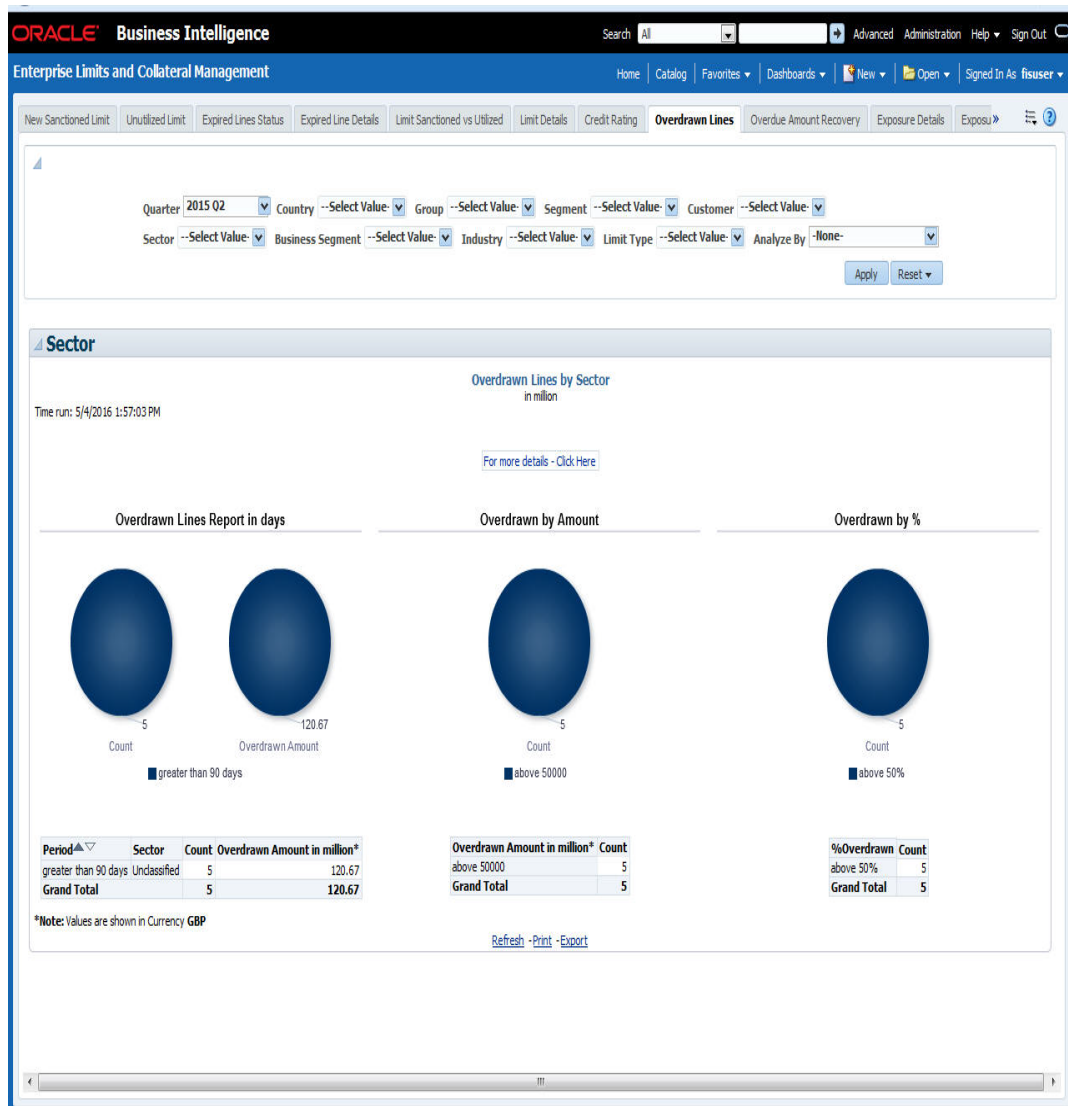 ORACLE Business Intelligence
Search All Advanced Administration Help Sign Out
Enterprise Limits and Collateral Management
Home Catalog Favorites Dashboards New Open Signed In As fisuser
New Sanctioned Limit Unutilized Limit Expired Lines Status Expired Line Details Limit Sanctioned vs Utilized Limit Details Credit Rating Overdrawn Lines Overdue Amount Recovery Exposure Details Exposu»
Quarter 2015 Q2 Country --Select Value- Group --Select Value- Segment --Select Value- Customer --Select Value-
Sector --Select Value- Business Segment --Select Value- Industry --Select Value- Limit Type --Select Value- Analyze By -None-
Apply Reset
Sector
Overdrawn Lines by Sector
in million
Time run: 5/4/2016 1:57:03 PM
For more details - Click Here
Overdrawn Lines Report in days Overdrawn by Amount Overdrawn by %
5 120.67 5 5
Count Overdrawn Amount Count Count
greater than 90 days above 50000 above 50%
Period Sector Count Overdrawn Amount in million*
greater than 90 days Unclassified 5 120.67
Grand Total 5 120.67
Overdrawn Amount in million* Count
above 50000 5
Grand Total 5
%Overdrawn Count
above 50% 5
Grand Total 5
*Note: Values are shown in Currency GBP
Refresh - Print - Export